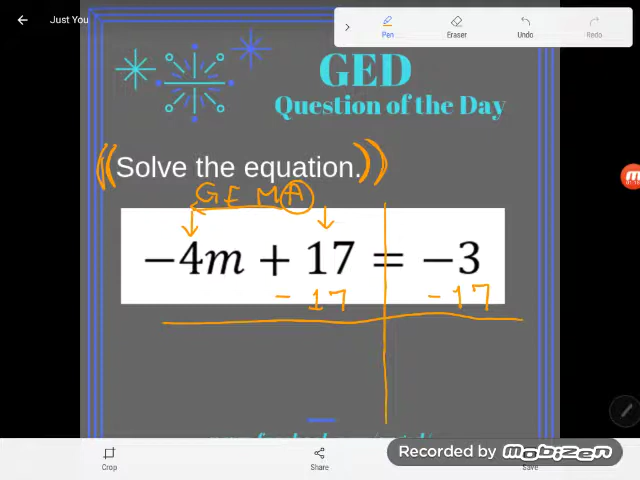 Just You
Pen
Eraser
Undo
Redo
GED
Question of the Day
Solve the equation.
GEMA
−4m + 17 = −3
- 17 - 17
Crop
Share
Save
Recorded by mobizen